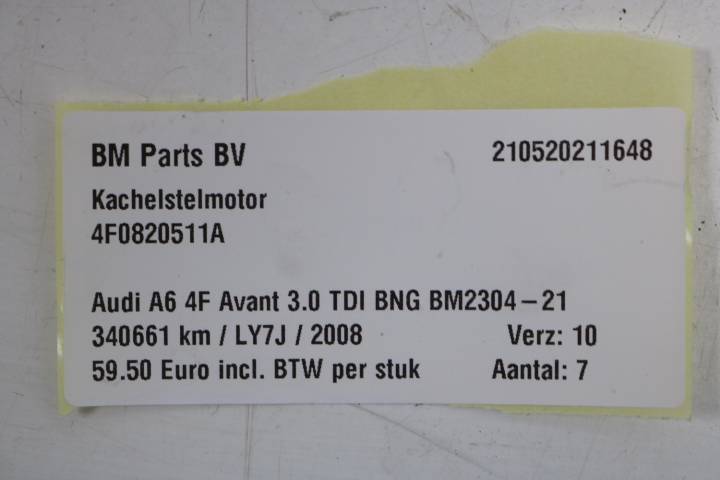 BM Parts BV 210520211648
Kachelstelmotor
4F0820511A
Audi A6 4F Avant 3.0 TDI BNG BM2304-21
340661 km / LY7J / 2008 Verz: 10
59.50 Euro incl. BTW per stuk Aantal: 7